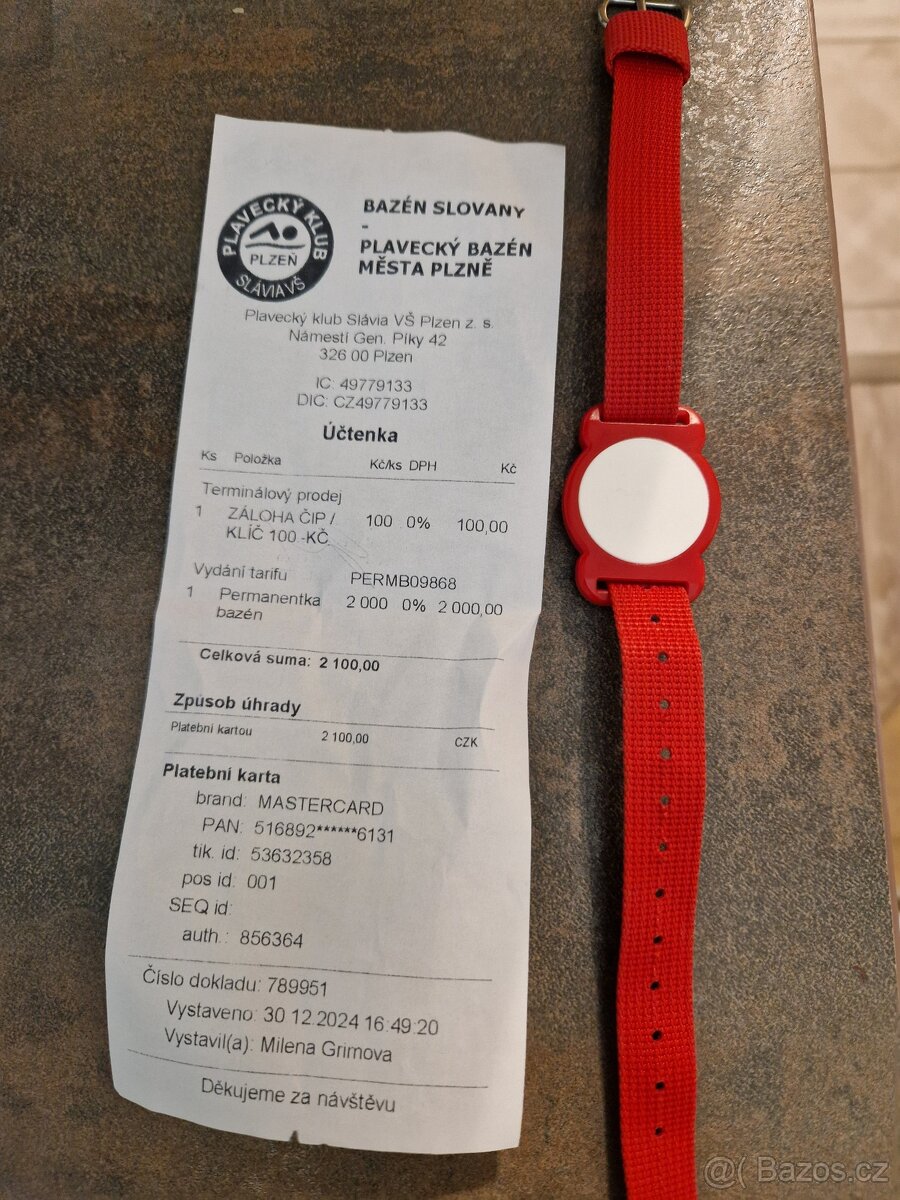 PLAVECKÝ KLUB
PLZEŇ
SLÁVIA VŠ
BAZÉN SLOVANY
-
PLAVECKÝ BAZÉN
MĚSTA PLZNĚ
Plavecký klub Slávia VŠ Plzen z. s.
Námestí Gen. Píky 42
326 00 Plzen
IC: 49779133
DIC: CZ49779133
Účtenka
Ks Položka Kč/ks DPH Kč
Terminálový prodej
1 ZÁLOHA ČIP / 100 0% 100,00
KLÍČ 100.-KČ
Vydání tarifu PERMB09868
1 Permanentka 2 000 0% 2 000,00
bazén
Celková suma: 2 100,00
Způsob úhrady
Platební kartou 2 100,00 CZK
Platební karta
brand: MASTERCARD
PAN: 516892******6131
tik. id: 53632358
pos id: 001
SEQ id:
auth.: 856364
Číslo dokladu: 789951
Vystaveno: 30 12.2024 16:49:20
Vystavil(a): Milena Grimova
Děkujeme za návštěvu
@( Bazos.cz